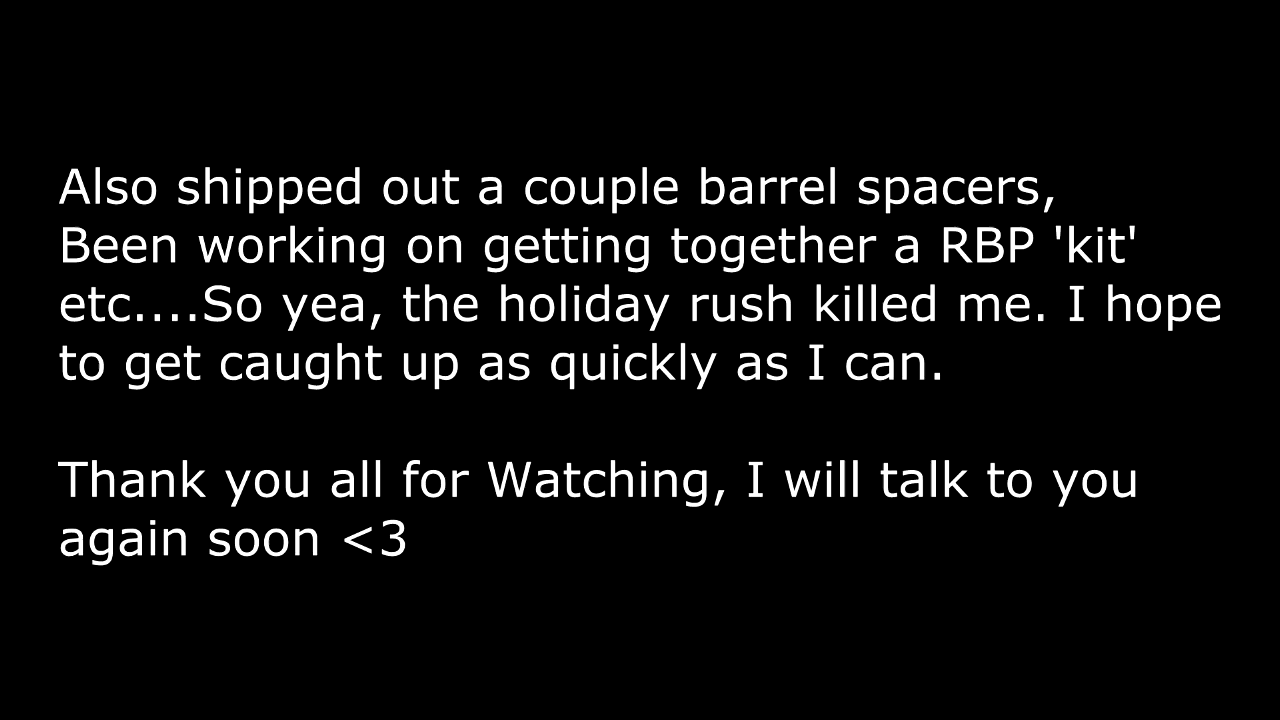 Also shipped out a couple barrel spacers,
Been working on getting together a RBP 'kit'
etc....So yea, the holiday rush killed me. I hope
to get caught up as quickly as I can.
Thank you all for Watching, I will talk to you
again soon <3